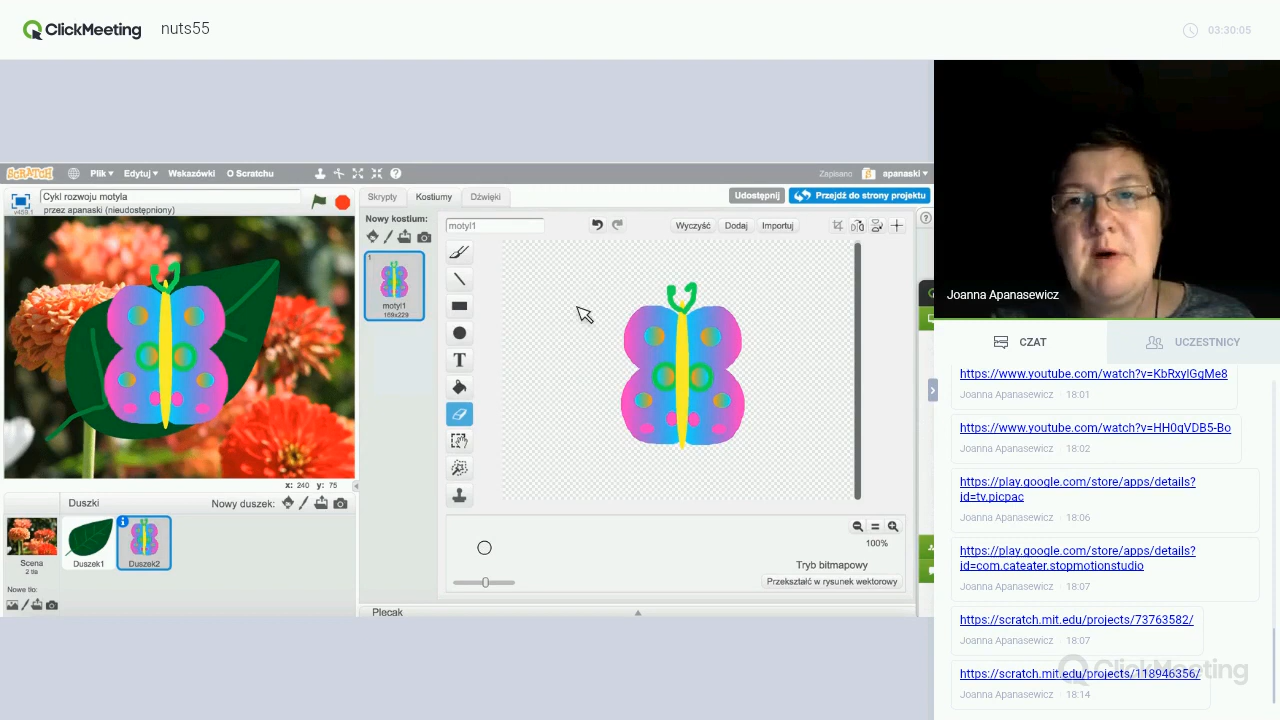 ClickMeeting
nuts55
03:30:05
SCRATCH
Plik
Edytuj
Wskazówki
O Scratchu
Zapisano
apanaski
v459.1
Cykl rozwoju motyla
przez apanaski (nieudostępniony)
Skrypty
Kostiumy
Dźwięki
Udostępnij
Przejdź do strony projektu
Nowy kostium:
motyl1
Wyczyść
Dodaj
Importuj
1
motyl1
169x229
T
x: 240 y: 75
Duszki
Nowy duszek:
Scena
2 tła
Duszek1
Duszek2
Nowe tło:
100%
Tryb bitmapowy
Przekształć w rysunek wektorowy
Plecak
Joanna Apanasewicz
CZAT
UCZESTNICY
https://www.youtube.com/watch?v=KbRxylGgMe8
Joanna Apanasewicz · 18:01
https://www.youtube.com/watch?v=HH0qVDB5-Bo
Joanna Apanasewicz · 18:02
https://play.google.com/store/apps/details?
id=tv.picpac
Joanna Apanasewicz · 18:06
https://play.google.com/store/apps/details?
id=com.cateater.stopmotionstudio
Joanna Apanasewicz · 18:07
https://scratch.mit.edu/projects/73763582/
Joanna Apanasewicz · 18:07
https://scratch.mit.edu/projects/118946356/
Joanna Apanasewicz · 18:14
ClickMeeting